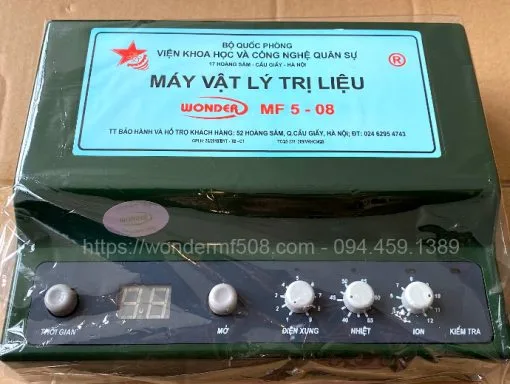 BỘ QUỐC PHÒNG
VIỆN KHOA HỌC VÀ CÔNG NGHỆ QUÂN SỰ
17 HOÀNG SÂM - CẦU GIẤY - HÀ NỘI
®
MÁY VẬT LÝ TRỊ LIỆU
WONDER MF 5 - 08
TT BẢO HÀNH VÀ HỖ TRỢ KHÁCH HÀNG: 52 HOÀNG SÂM, Q.CẦU GIẤY, HÀ NỘI; ĐT: 024 6295 4743
https://wondermf508.com - 094.459.1389
THỜI GIAN
MỞ
ĐIỆN XUNG
NHIỆT
ION
KIỂM TRA